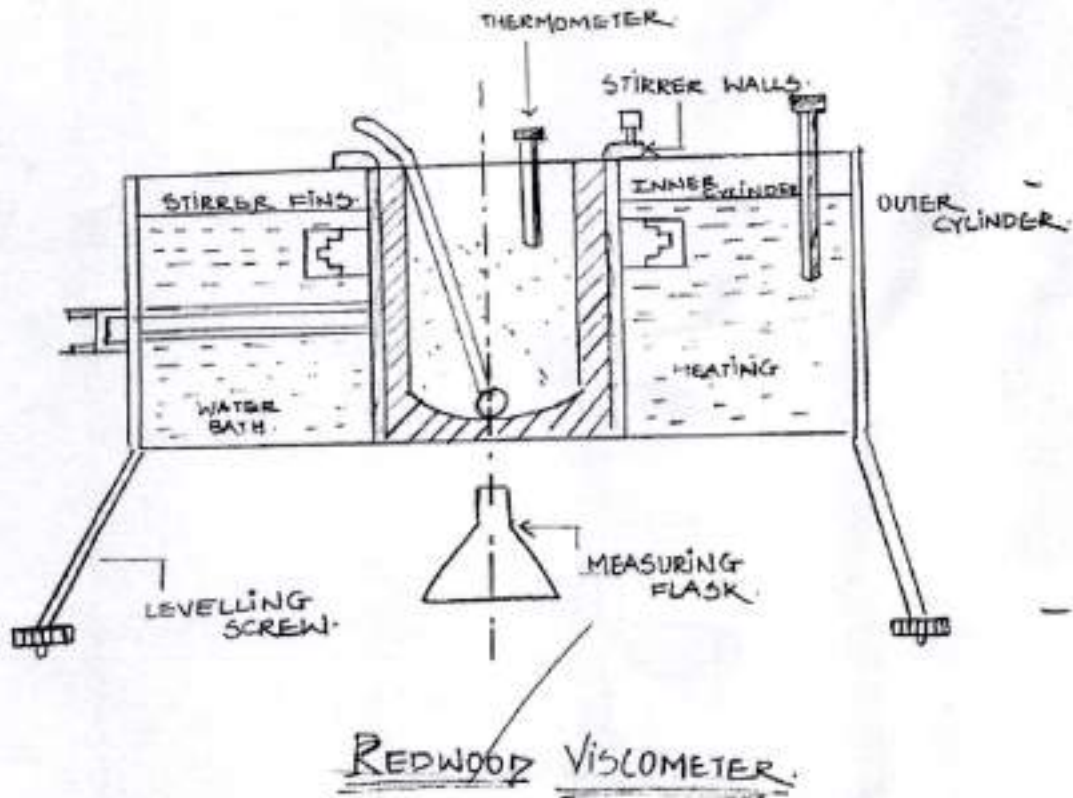 THERMOMETER
STIRRER WALLS.
STIRRER FINS.
INNER
CYLINDER
OUTER
CYLINDER.
HEATING
WATER
BATH.
MEASURING
FLASK.
LEVELLING
SCREW.
REDWOOD VISCOMETER.